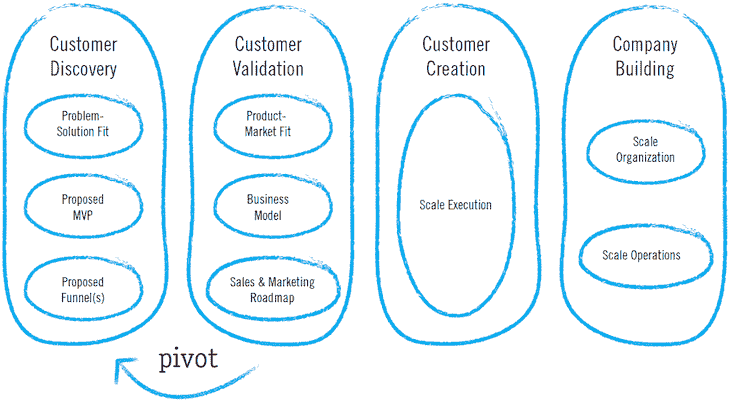 Customer
Discovery
Problem-
Solution Fit
Proposed
MVP
Proposed
Funnel(s)
Customer
Validation
Product-
Market Fit
Business
Model
Sales & Marketing
Roadmap
Customer
Creation
Scale Execution
Company
Building
Scale
Organization
Scale Operations
pivot